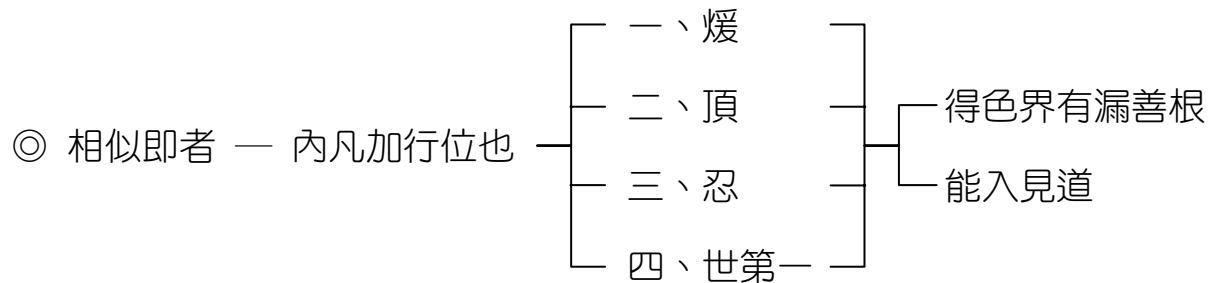 ◎ 相似即者 — 內凡加行位也
一、煖
二、頂
三、忍
四、世第一
得色界有漏善根
能入見道